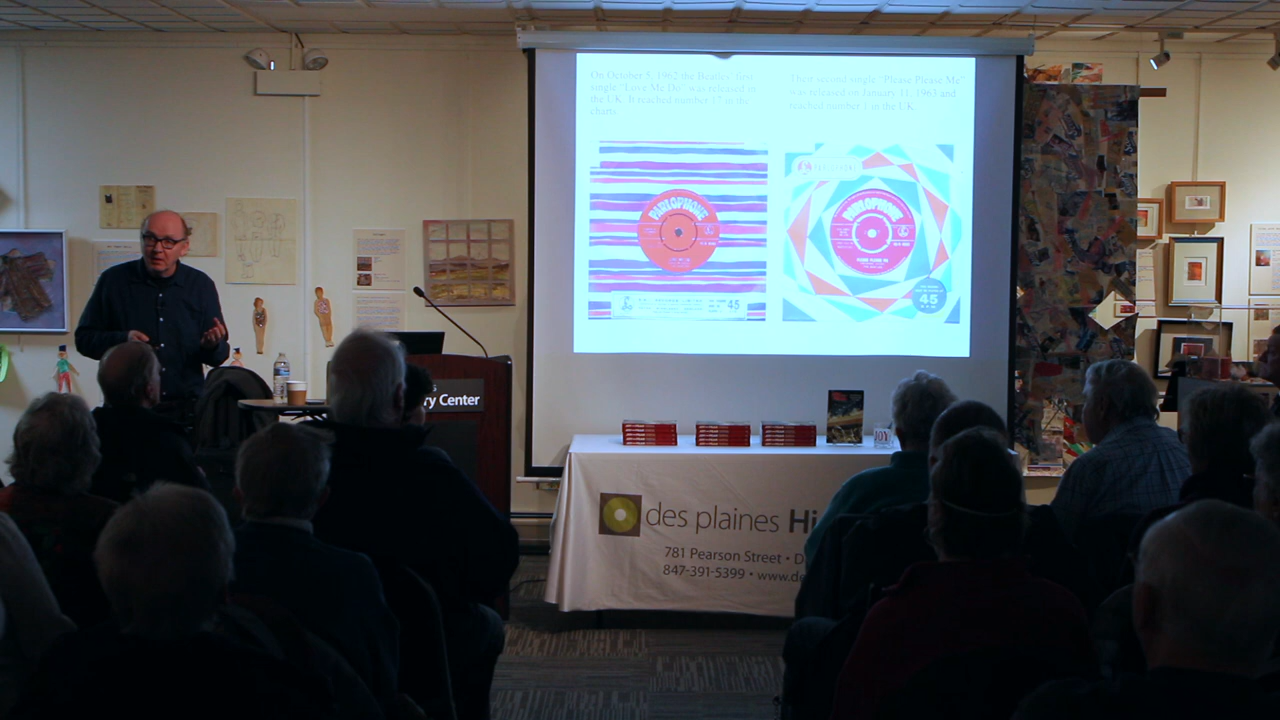 On October 5, 1962 the Beatles' first
single "Love Me Do" was released in
the UK. It reached number 17 in the
charts.
Their second single "Please Please Me"
was released on January 11, 1963 and
reached number 1 in the UK.
PARLOPHONE
45
PARLOPHONE
PARLOPHONE
45
ry Center
JOY
des plaines Hi
781 Pearson Street • D
847-391-5399 • www.de